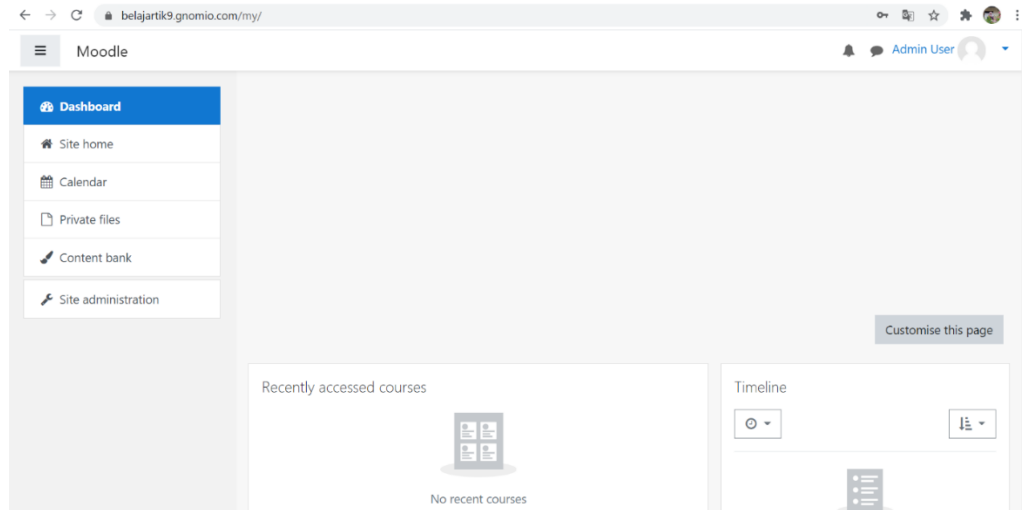 belajartik9.gnomio.com/my/
Moodle
Admin User
Dashboard
Site home
Calendar
Private files
Content bank
Site administration
Customise this page
Recently accessed courses
No recent courses
Timeline